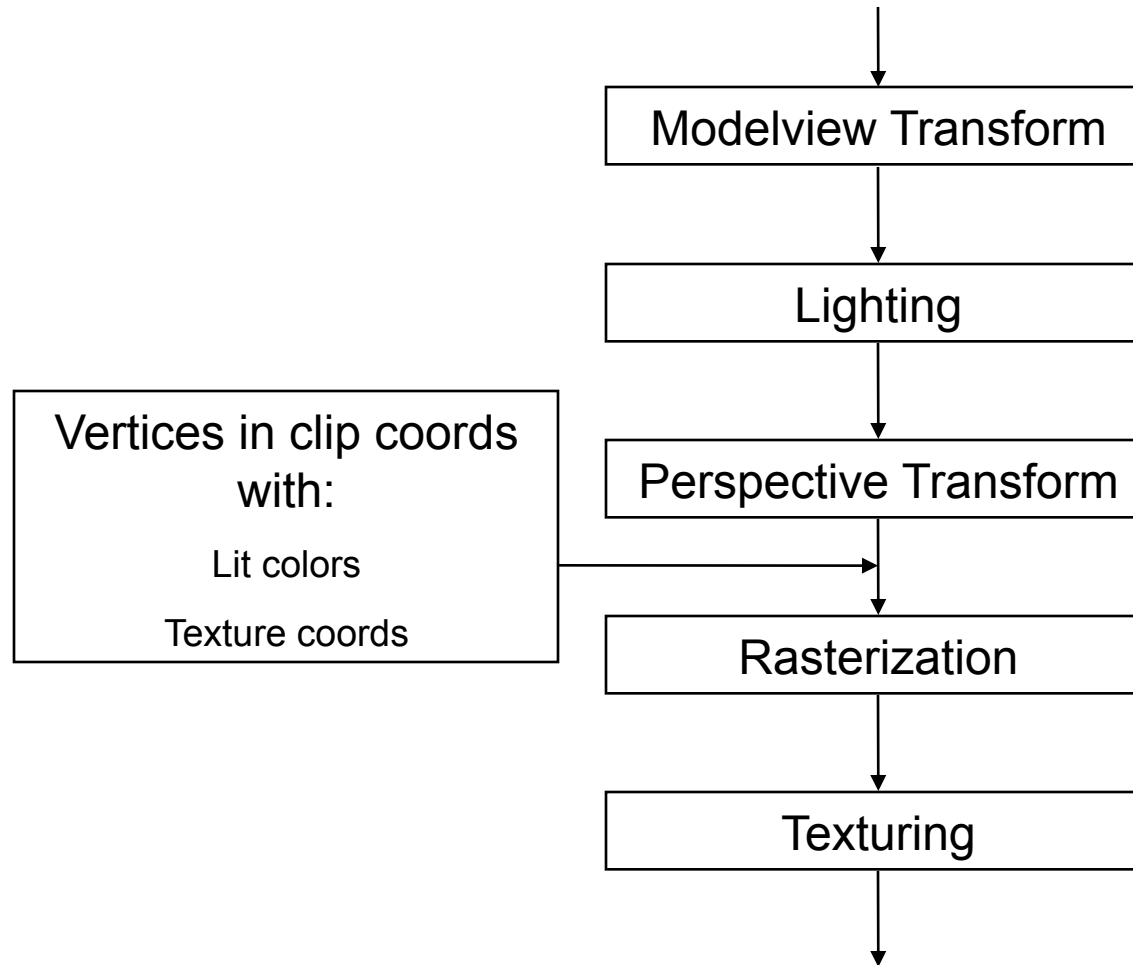 Modelview Transform
Lighting
Perspective Transform
Vertices in clip coords
with:
Lit colors
Texture coords
Rasterization
Texturing